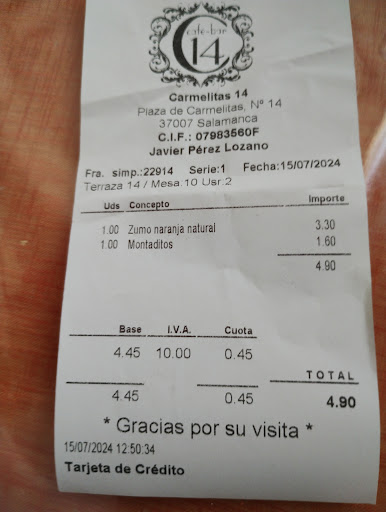 cafe-bar
C
14
Carmelitas 14
Plaza de Carmelitas, Nº 14
37007 Salamanca
C.I.F.: 07983560F
Javier Pérez Lozano
Fra. simp.:22914 Serie:1 Fecha:15/07/2024
Terraza 14 / Mesa.10 Usr:2
Uds Concepto Importe
1.00 Zumo naranja natural 3.30
1.00 Montaditos 1.60
4.90
Base I.V.A. Cuota
4.45 10.00 0.45
TOTAL
4.45 0.45 4.90
* Gracias por su visita *
15/07/2024 12:50:34
Tarjeta de Crédito